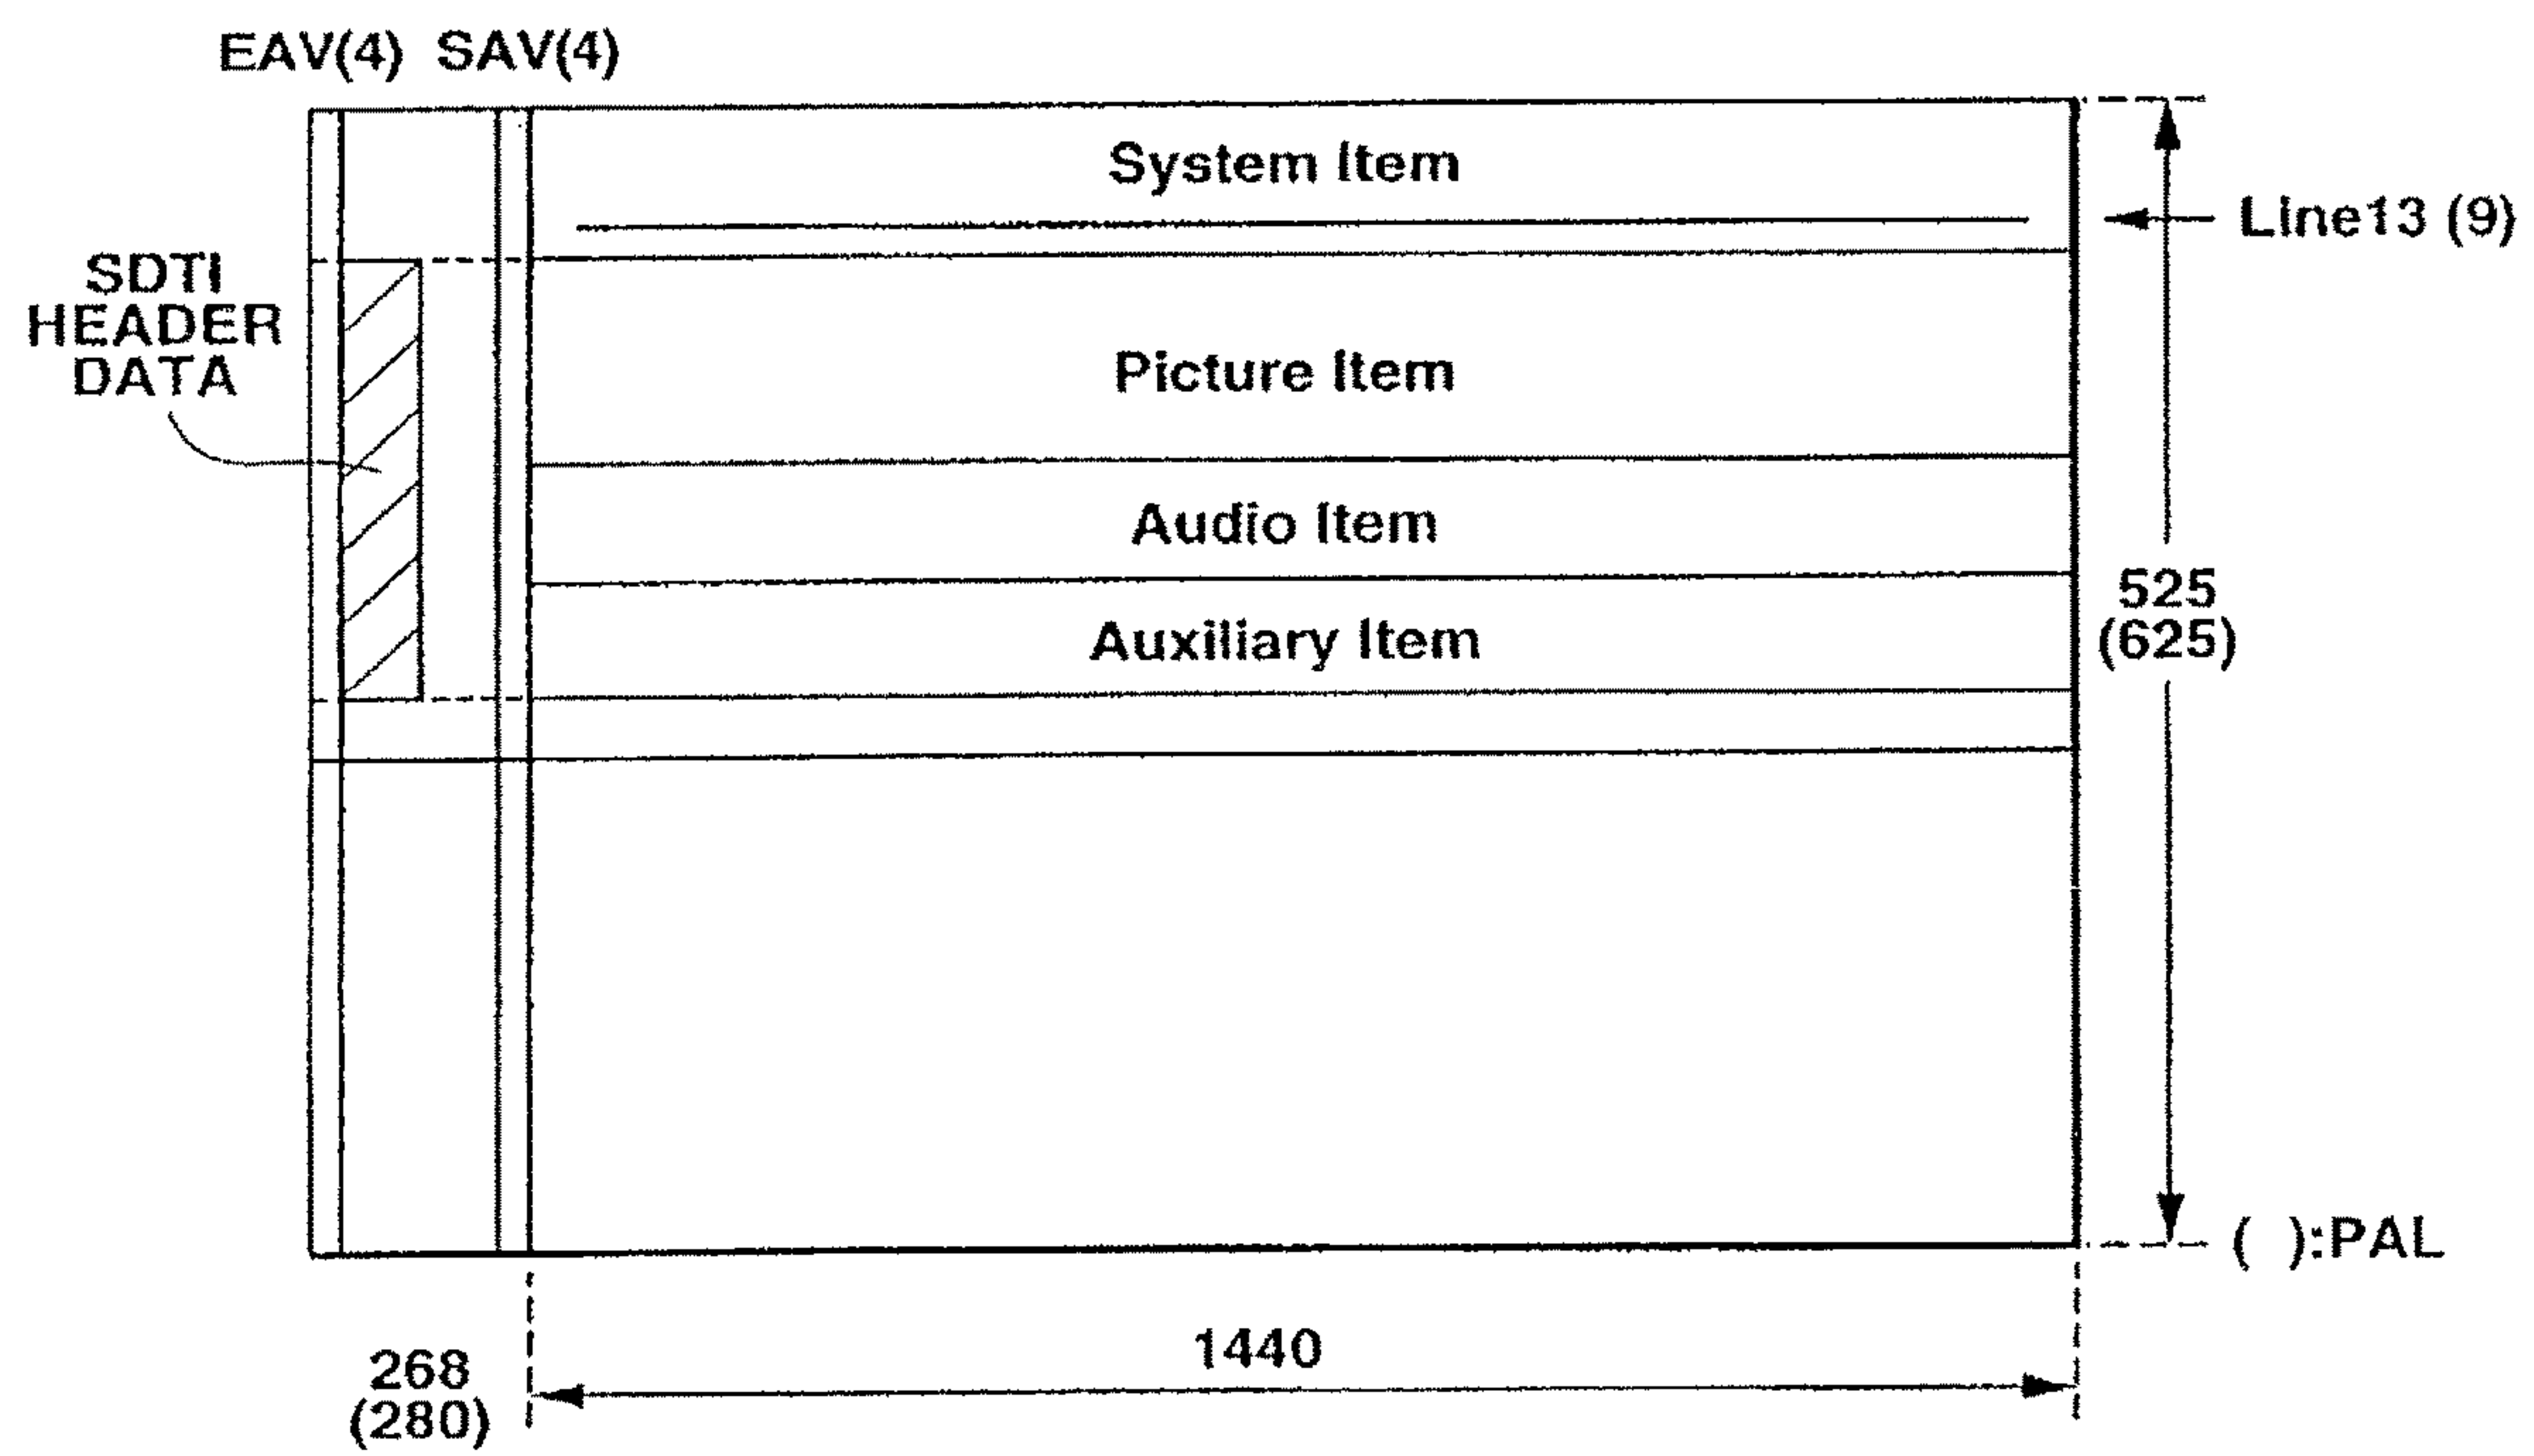 EAV(4) SAV(4)
System Item
Line13 (9)
SDTI
HEADER
DATA
Picture Item
Audio Item
525
(625)
Auxiliary Item
( ):PAL
1440
268
(280)